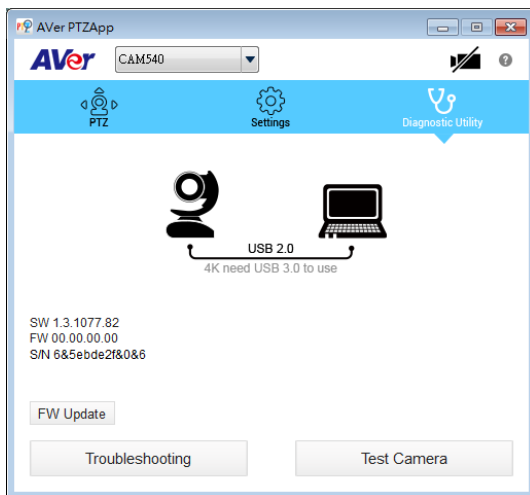 AVer PTZApp
AVer CAM540
PTZ Settings Diagnostic Utility
USB 2.0
4K need USB 3.0 to use
SW 1.3.1077.82
FW 00.00.00.00
S/N 6&5ebde2f&0&6
FW Update
Troubleshooting Test Camera